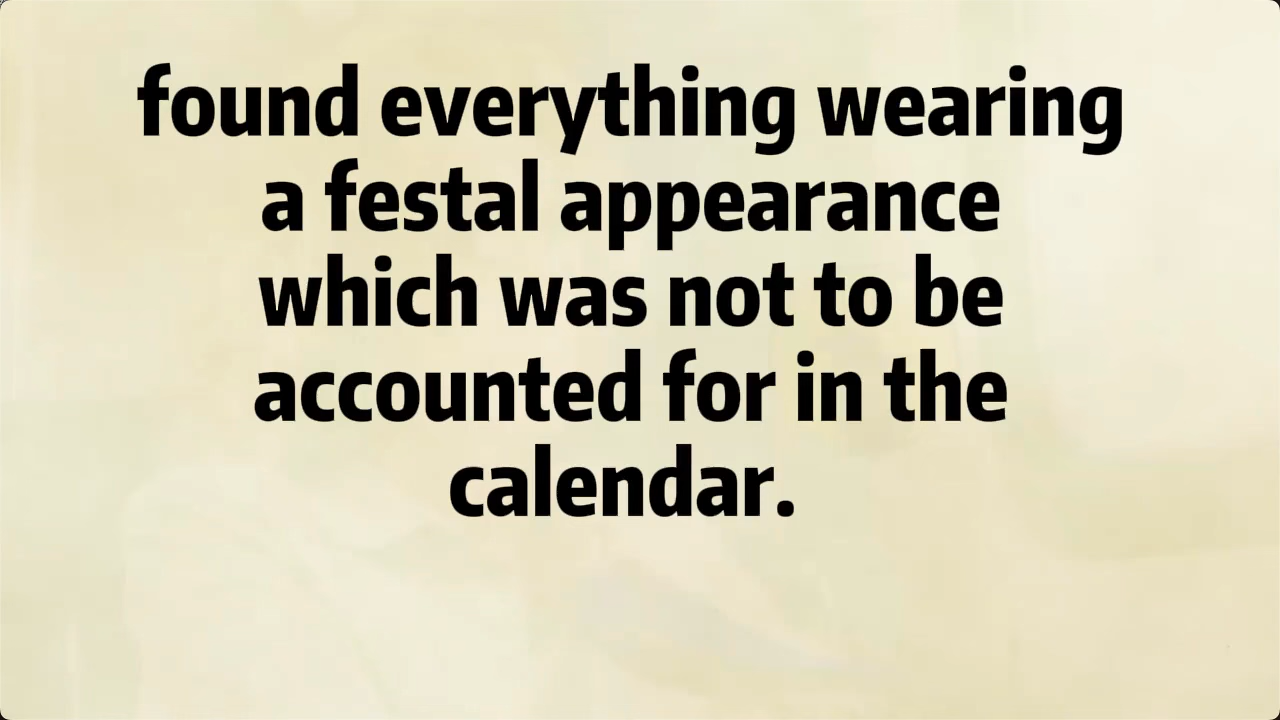 found everything wearing
a festal appearance
which was not to be
accounted for in the
calendar.